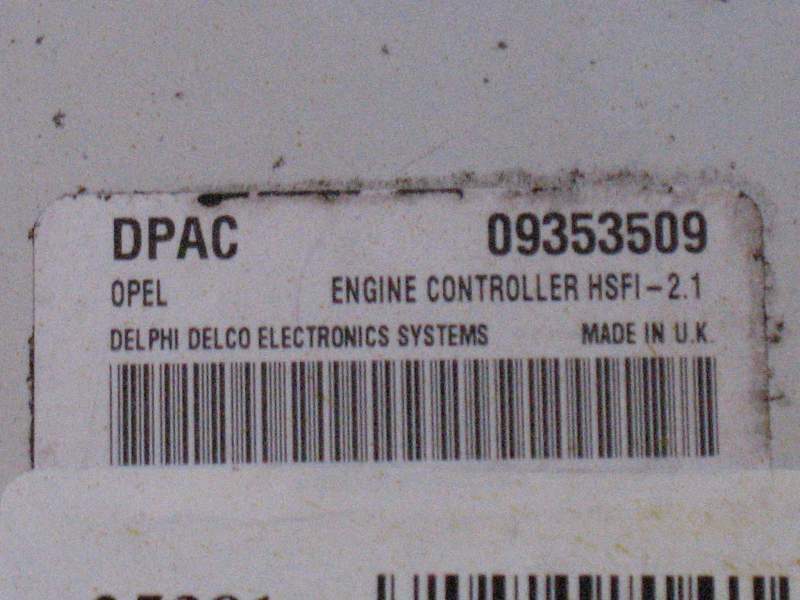 DPAC 09353509
OPEL ENGINE CONTROLLER HSFI-2.1
DELPHI DELCO ELECTRONICS SYSTEMS MADE IN U.K.